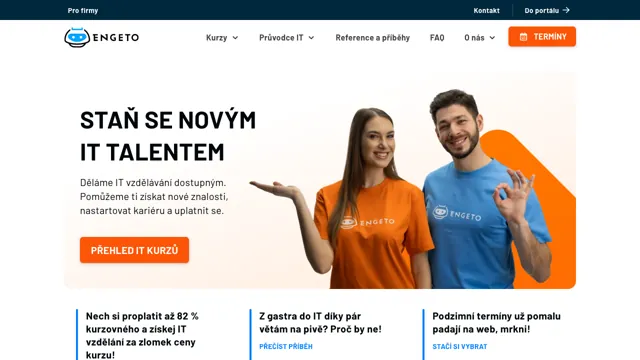 Pro firmy
Kontakt
Do portálu
ENGETO
Kurzy
Průvodce IT
Reference a příběhy
FAQ
O nás
TERMÍNY
STAŇ SE NOVÝM
IT TALENTEM
Děláme IT vzdělávání dostupným.
Pomůžeme ti získat nové znalosti,
nastartovat kariéru a uplatnit se.
PŘEHLED IT KURZŮ
ENGETO
ENGETO
Nech si proplatit až 82 %
kurzovného a získej IT
vzdělání za zlomek ceny
kurzu!
Z gastra do IT díky pár
větám na pivě? Proč by ne!
PŘEČÍST PŘÍBĚH
Podzimní termíny už pomalu
padají na web, mrkni!
STAČÍ SI VYBRAT